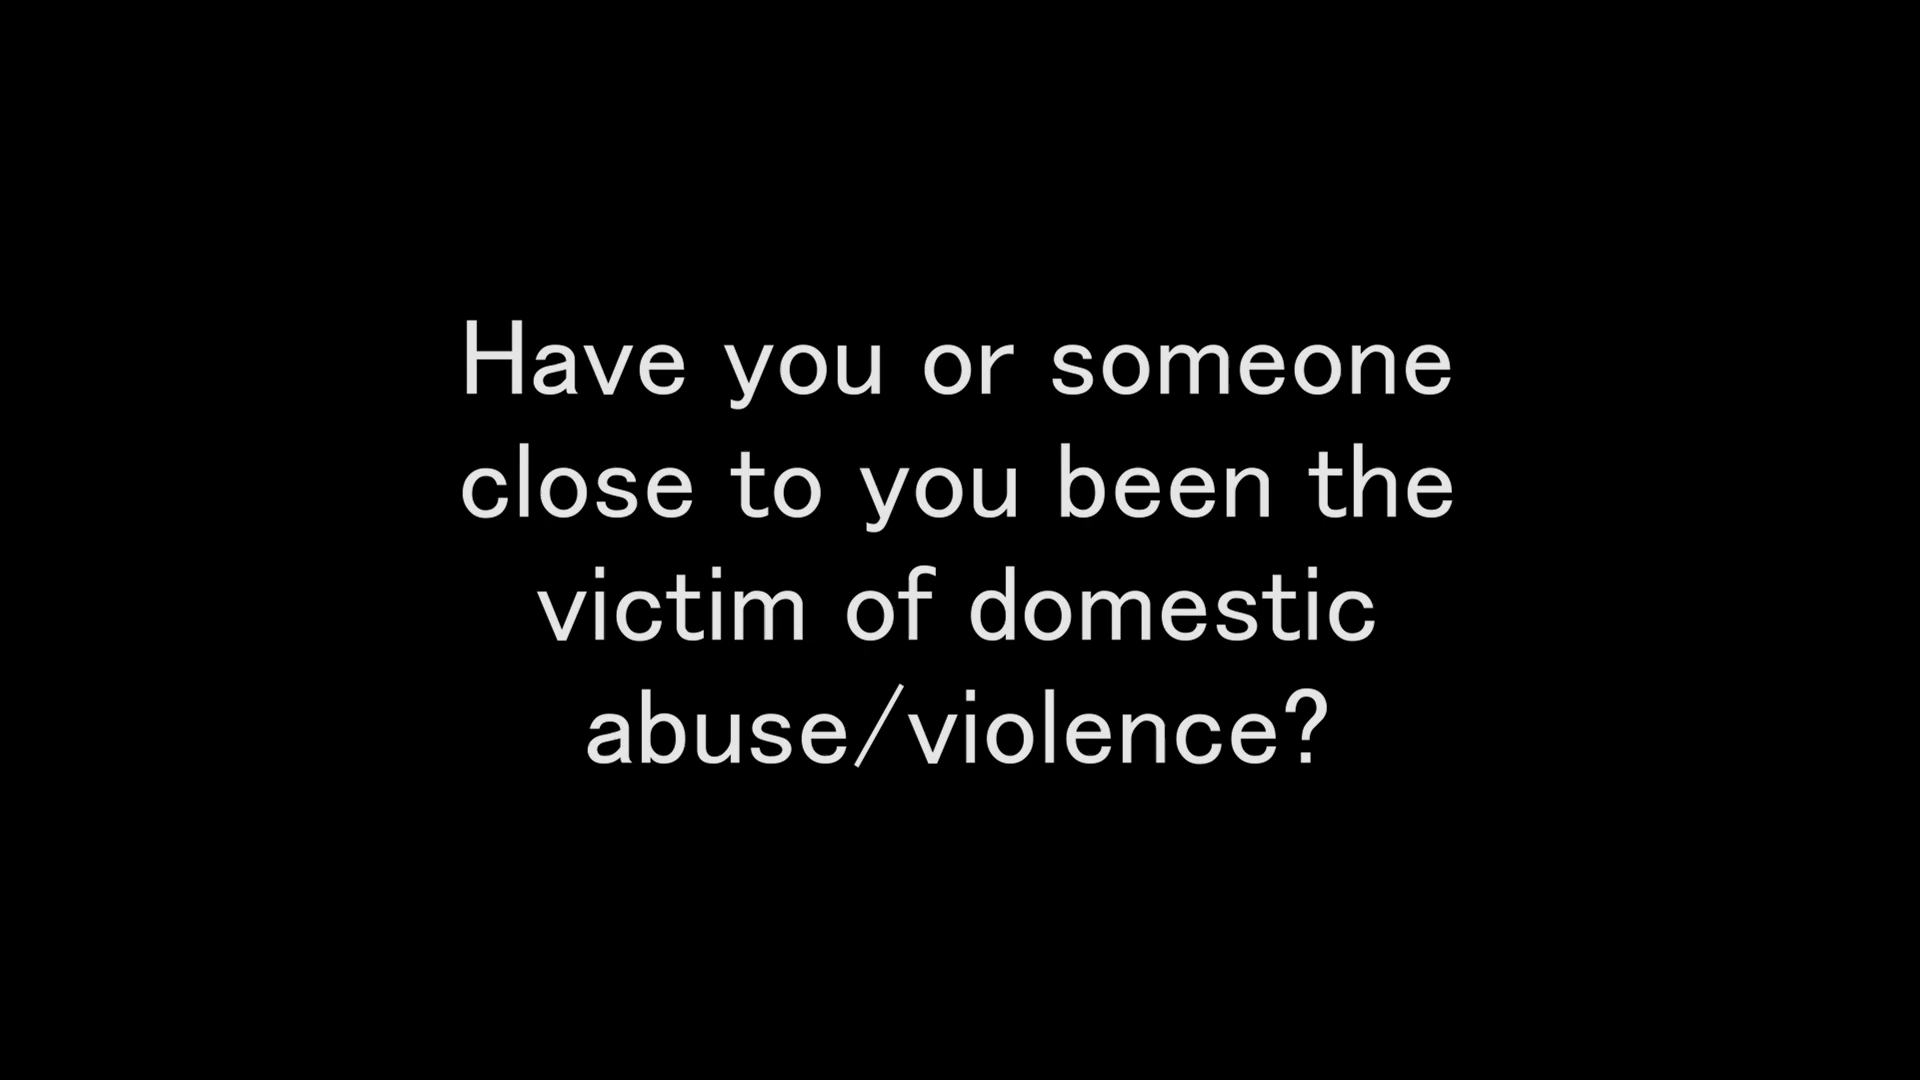 Have you or someone
close to you been the
victim of domestic
abuse/violence?